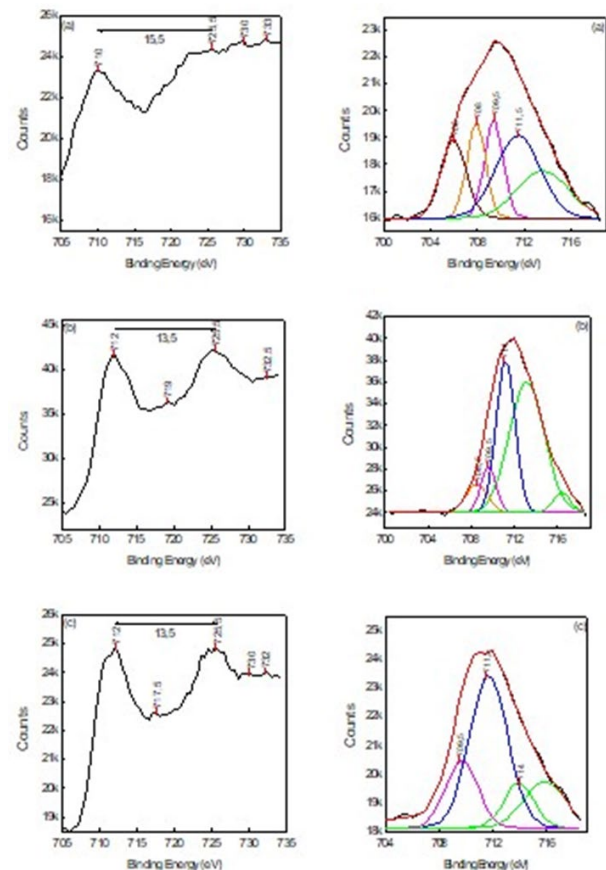 (a)
15,5
710
725,5
730
733
Counts
26k
24k
22k
20k
18k
16k
705 710 715 720 725 730 735
Binding Energy (eV)
(a)
708
709,5
711,5
Counts
23k
22k
21k
20k
19k
18k
17k
16k
700 704 708 712 716
Binding Energy (eV)
(b)
13,5
712
719
732,5
Counts
45k
40k
35k
25k
705 710 715 720 725 730 735
Binding Energy (eV)
(b)
709,5
Counts
42k
40k
38k
36k
34k
32k
30k
28k
26k
24k
700 704 708 712 716
Binding Energy (eV)
(c)
13,5
712
717,5
725,5
730
732
Counts
26k
25k
24k
23k
22k
21k
20k
19k
705 710 715 720 725 730 735
Binding Energy (eV)
(c)
709,5
Counts
25k
24k
23k
22k
21k
20k
19k
18k
704 708 712 716
Binding Energy (eV)